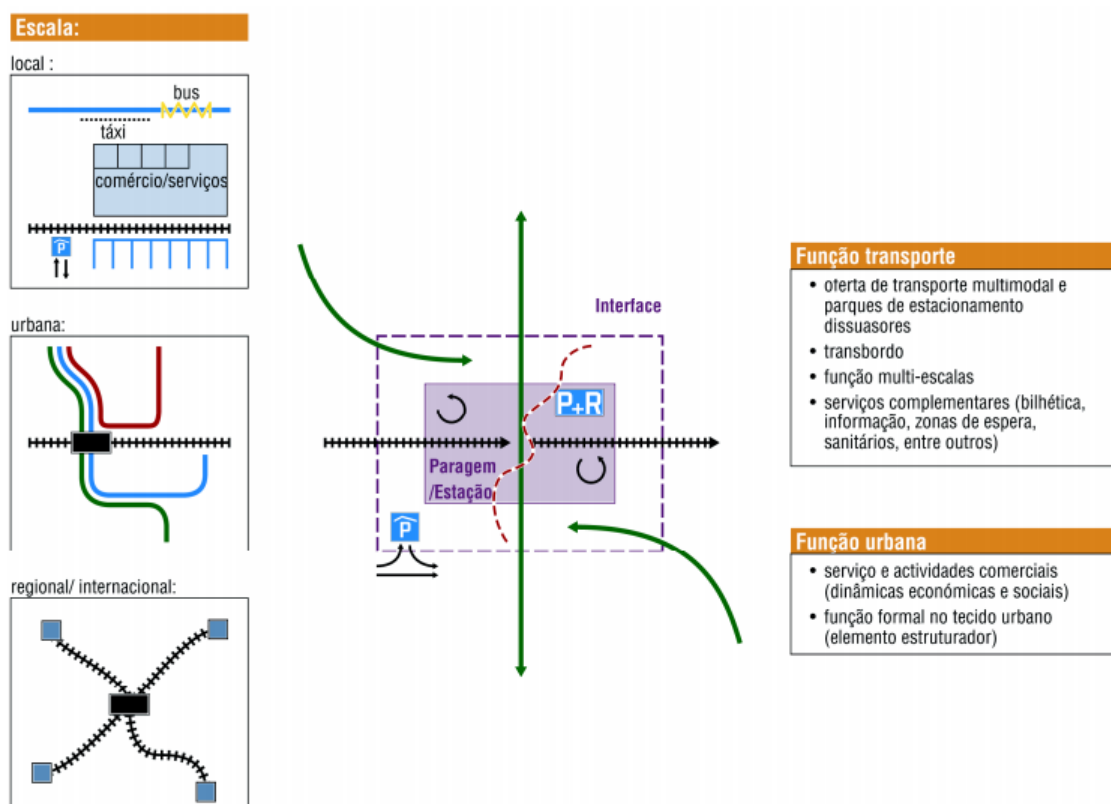 Escala:
local :
bus
táxi
comércio/serviços
P
urbana:
regional/ internacional:
Interface
P+R
Paragem
/Estação
P
Função transporte
• oferta de transporte multimodal e
parques de estacionamento
dissuasores
• transbordo
• função multi-escalas
• serviços complementares (bilhética,
informação, zonas de espera,
sanitários, entre outros)
Função urbana
• serviço e actividades comerciais
(dinâmicas económicas e sociais)
• função formal no tecido urbano
(elemento estruturador)